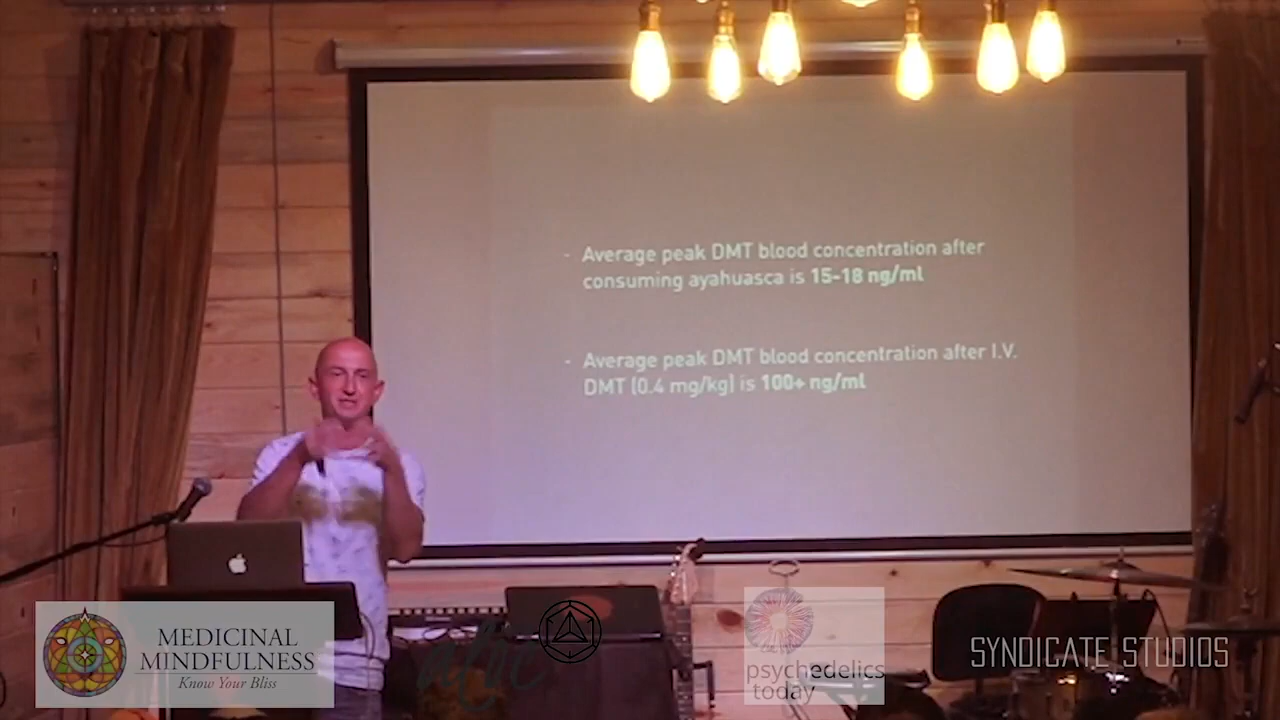 - Average peak DMT blood concentration after
consuming ayahuasca is 15-18 ng/ml
- Average peak DMT blood concentration after I.V.
DMT (0.4 mg/kg) is 100+ ng/ml
MEDICINAL
MINDFULNESS
Know Your Bliss
psychedelics
today
SYNDICATE STUDIOS